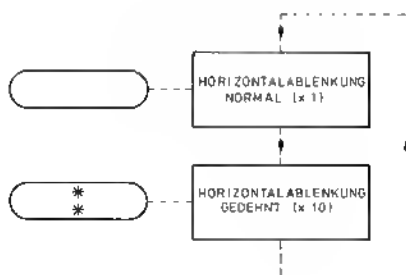 HORIZONTALABLENKUNG
NORMAL (x 1)
HORIZONTALABLENKUNG
GEDEHNT (x 10)
*
*